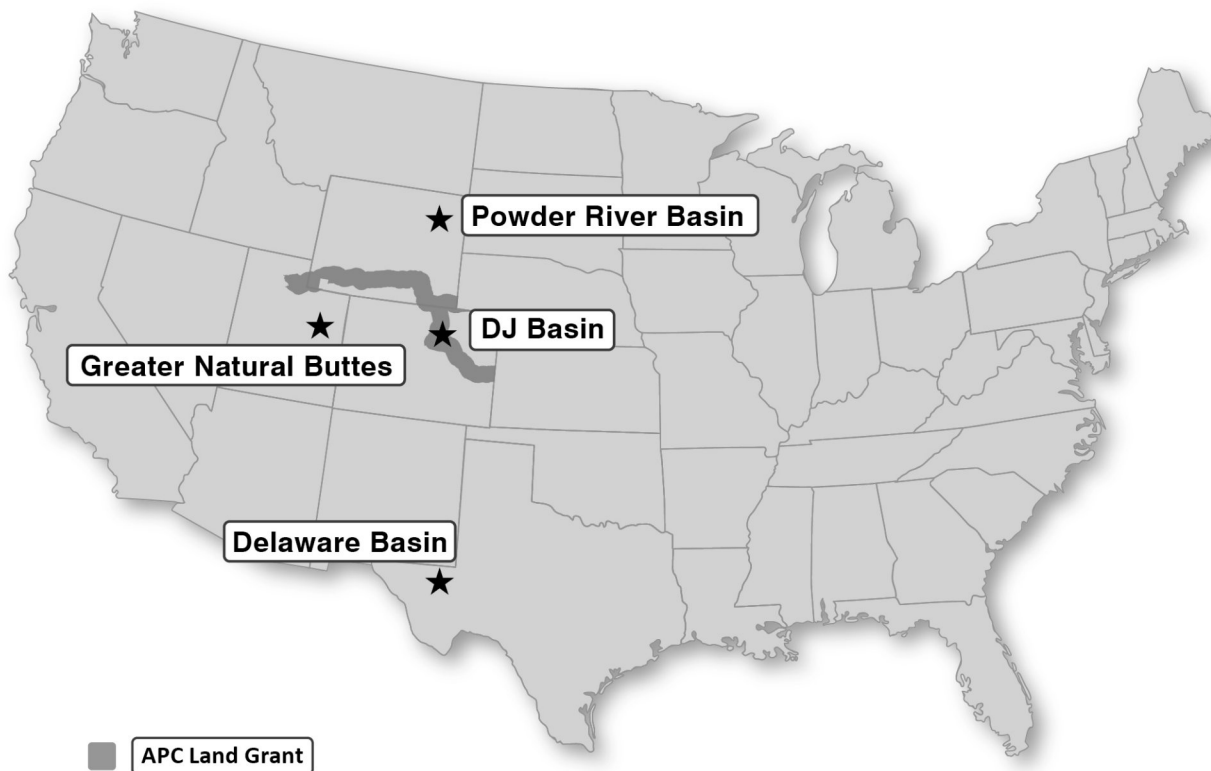 Powder River Basin
DJ Basin
Greater Natural Buttes
Delaware Basin
APC Land Grant